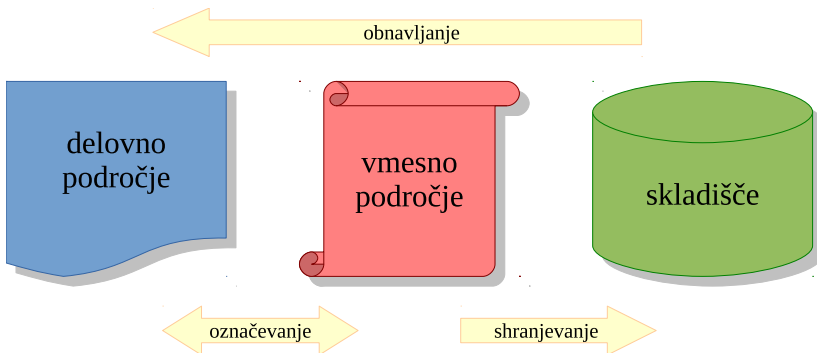 obnavljanje
delovno
področje
vmesno
področje
skladišče
označevanje
shranjevanje